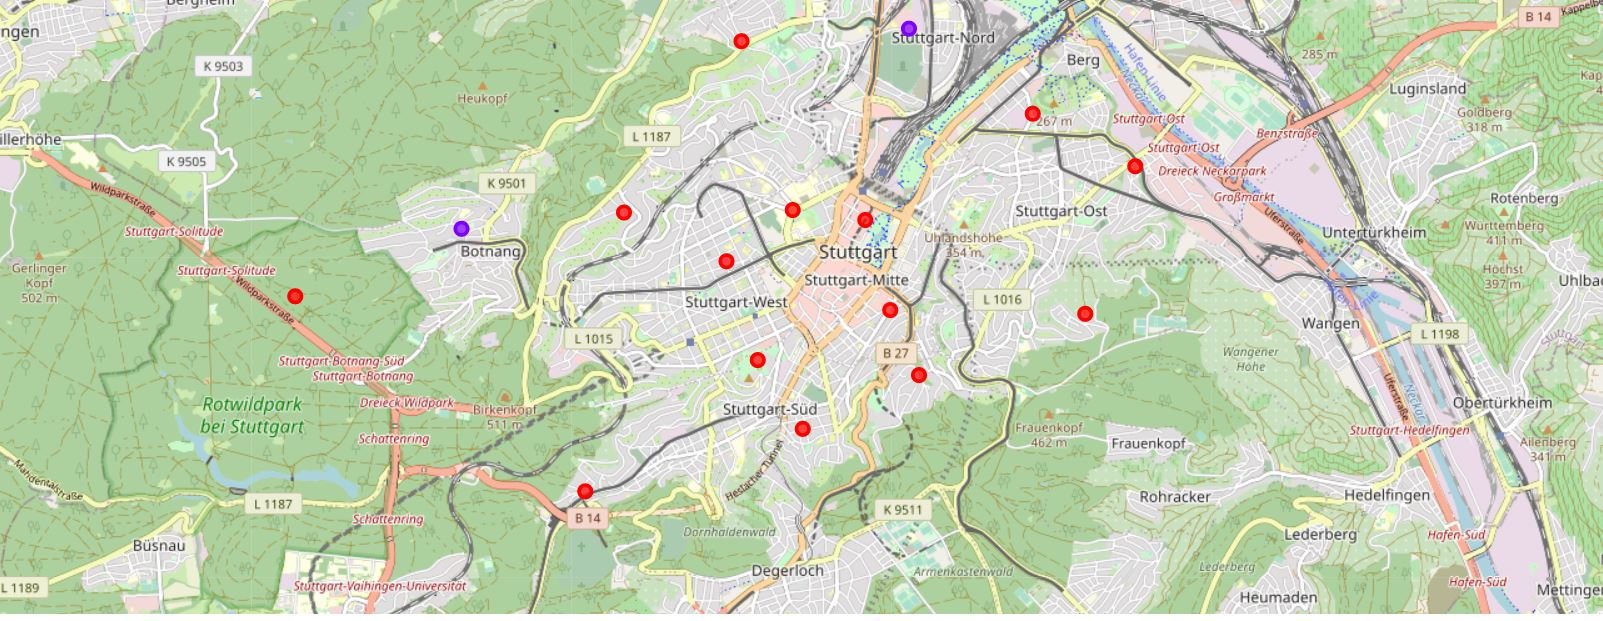 Bergheim
ngen
B 14
Kappelbe
Stuttgart-Nord
285 m
K 9503
Berg
Hafen-Linie
Neckar
Heukopf
Luginsland
Goldberg
318 m
Stuttgart-Ost
L 1187
267 m
Benzstraße
illerhöhe
Stuttgart-Ost
K 9505
Dreieck Neckarpark
K 9501
Wildparkstraße
Großmarkt
Rotenberg
Stuttgart-Ost
Uferstraße
Württemberg
411 m
Stuttgart-Solitude
Untertürkheim
Uhlandshöhe
354 m
Botnang
Stuttgart
Gerlinger
Kopf
502 m
Stuttgart-Solitude
Höchst
397 m
Uhlba
Stuttgart-Mitte
Wildparkstraße
Stuttgart-West
L 1016
Wangen
L 1015
L 1198
Stuttgart-Botnang-Süd
Stuttgart-Botnang
B 27
Wangener
Höhe
Uferstraße
Neckar
Rotwildpark
bei Stuttgart
Dreieck Wildpark
Birkenkopf
511 m
Stuttgart-Süd
Obertürkheim
Schattenring
Frauenkopf
462 m
Frauenkopf
Stuttgart-Hedelfingen
Ailenberg
341 m
Heslacher Tunnel
Mahdentalstraße
Rohracker
Hedelfingen
L 1187
B 14
K 9511
Schattenring
Dornhaldenwald
Lederberg
Hafen-Süd
Büsnau
Degerloch
Armenkastenwald
Lederberg
L 1189
Stuttgart-Vaihingen-Universität
Hafen-Süd
Heumaden
Mettingen